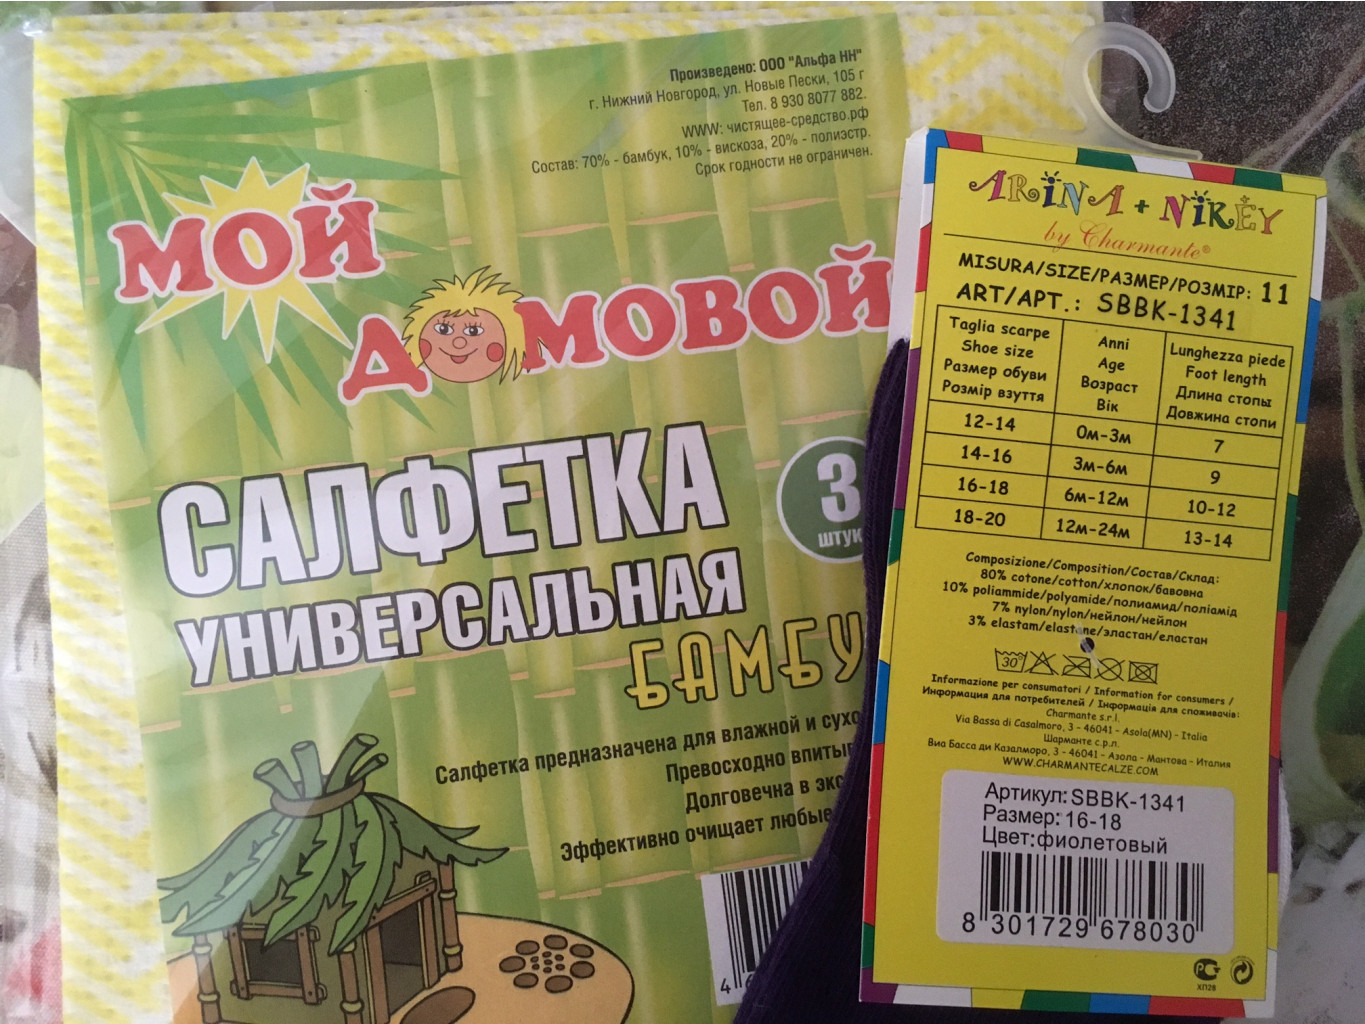 Произведено: ООО "Альфа НН"
г. Нижний Новгород, ул. Новые Пески, 105 г
Тел. 8 930 8077 882.
WWW: чистящее-средство.рф
Состав: 70% - бамбук, 10% - вискоза, 20% - полиэстр.
Срок годности не ограничен.
МОЙ
ДОМОВОЙ
САЛФЕТКА
УНИВЕРСАЛЬНАЯ
БАМБУ
3
штук
Салфетка предназначена для влажной и сухо
Превосходно впиты
Долговечна в экс
Эффективно очищает любые
4
ARiNA + NiREY
by Charmante®
MISURA/SIZE/РАЗМЕР/РОЗМІР: 11
ART/АРТ.: SBBK-1341
Taglia scarpe
Shoe size
Размер обуви
Розмір взуття
Anni
Age
Возраст
Вік
Lunghezza piede
Foot length
Длина стопы
Довжина стопи
12-14 0м-3м 7
14-16 3м-6м 9
16-18 6м-12м 10-12
18-20 12м-24м 13-14
Composizione/Composition/Состав/Склад:
80% cotone/cotton/хлопок/бавовна
10% poliammide/polyamide/полиамид/поліамід
7% nylon/nylon/нейлон/нейлон
3% elastam/elastane/эластан/еластан
30
Informazione per consumatori / Information for consumers /
Информация для потребителей / Інформація для споживачів:
Charmante s.r.l.
Via Bassa di Casalmoro, 3 - 46041 - Asola(MN) - Italia
Шарманте с.р.л.
Виа Басса ди Казалморо, 3 - 46041 - Азола - Мантова - Италия
WWW.CHARMANTECALZE.COM
Артикул: SBBK-1341
Размер: 16-18
Цвет:фиолетовый
8 301729 678030
РСТ
ХП28